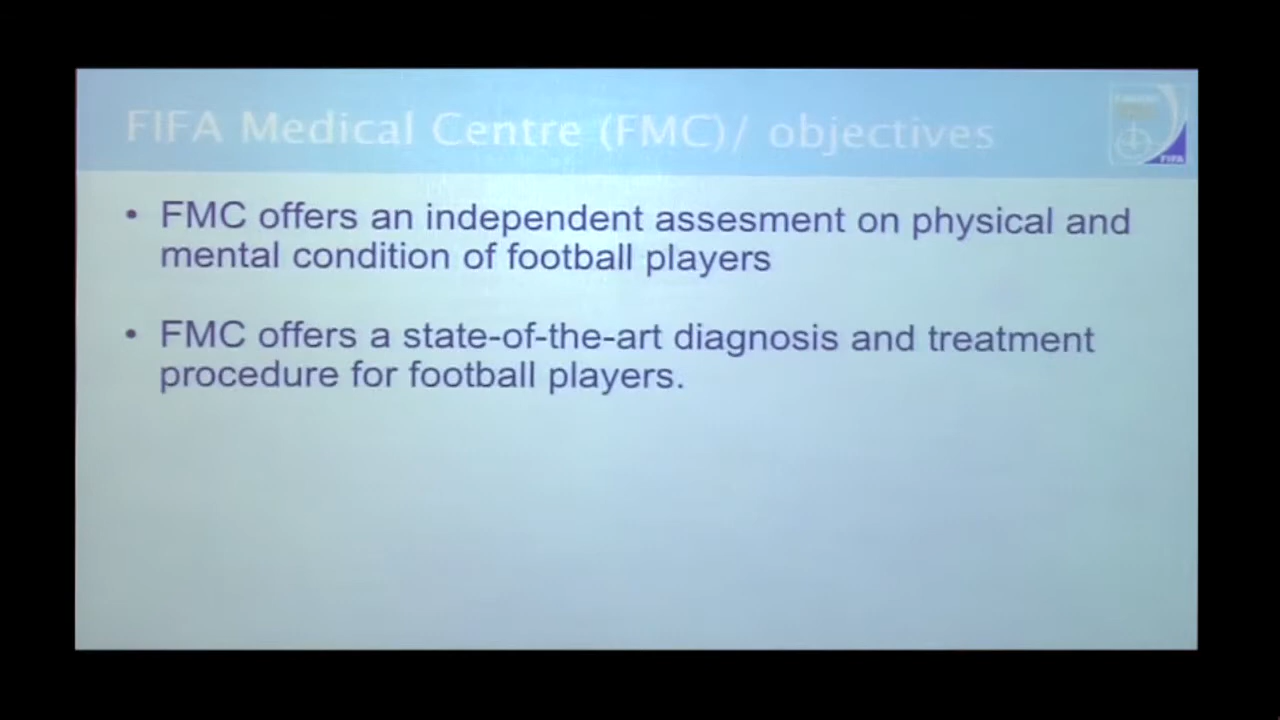 FIFA Medical Centre (FMC)/ objectives
• FMC offers an independent assesment on physical and
mental condition of football players
• FMC offers a state-of-the-art diagnosis and treatment
procedure for football players.
FIFA